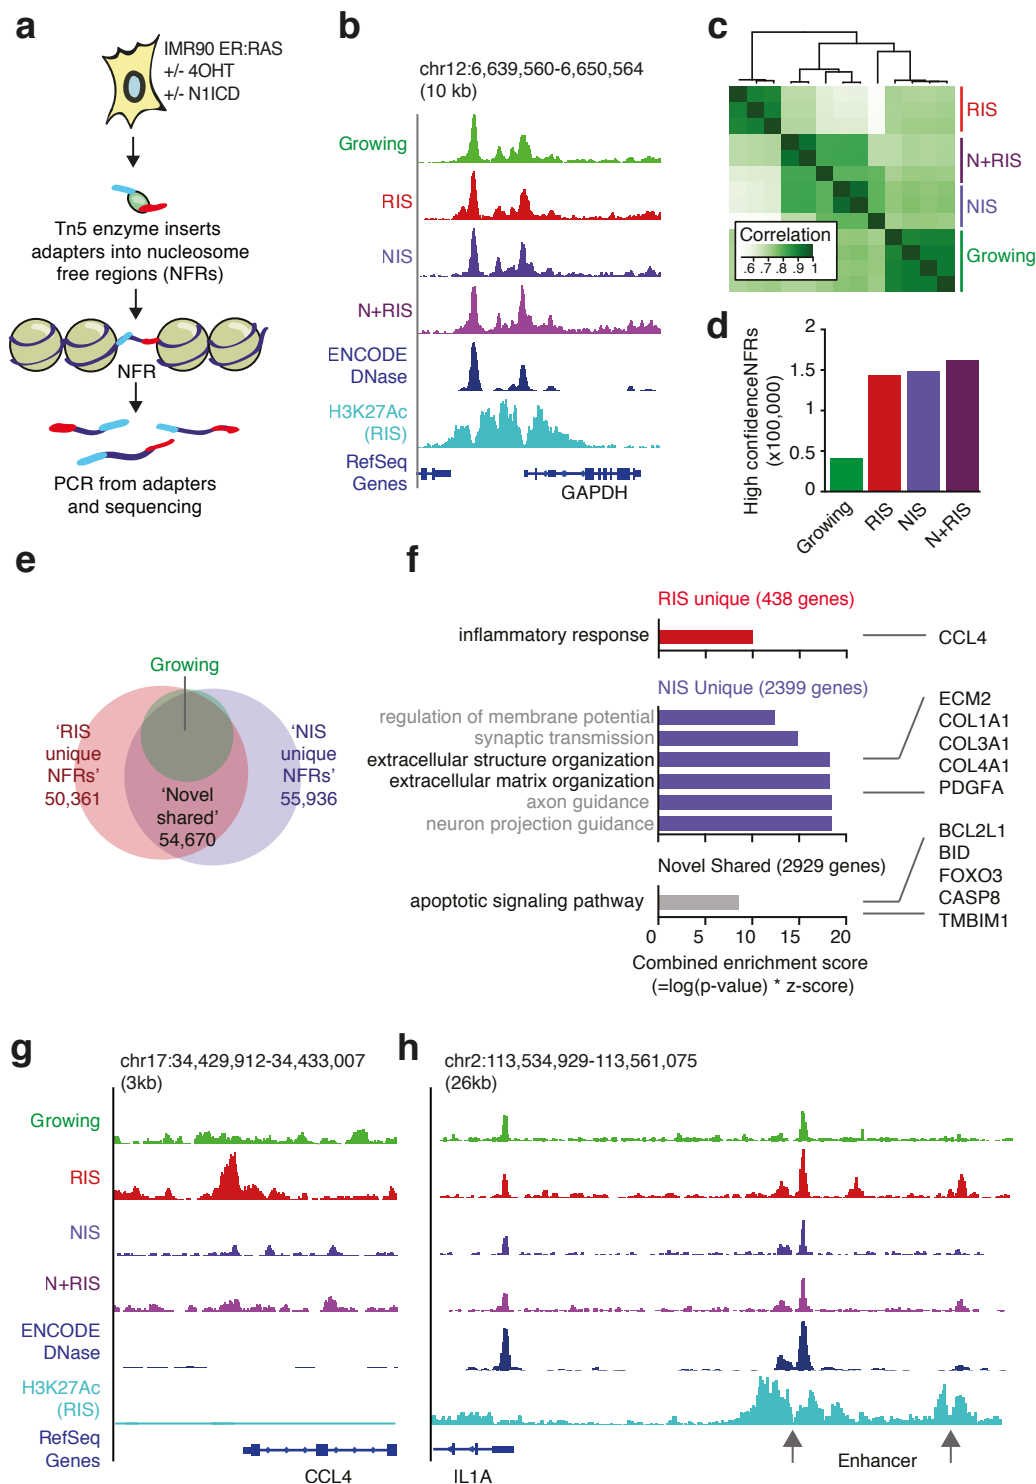 a
IMR90 ER:RAS
+/- 4OHT
+/- N1ICD
Tn5 enzyme inserts
adapters into nucleosome
free regions (NFRs)
NFR
PCR from adapters
and sequencing
b
chr12:6,639,560-6,650,564
(10 kb)
Growing
RIS
NIS
N+RIS
ENCODE
DNase
H3K27Ac
(RIS)
RefSeq
Genes
GAPDH
c
RIS
N+RIS
NIS
Growing
Correlation
.6 .7 .8 .9 1
d
High confidenceNFRs
(x100,000)
2
1.5
1
0.5
0
Growing
RIS
NIS
N+RIS
e
Growing
'RIS
unique
NFRs'
50,361
'NIS
unique
NFRs'
55,936
'Novel
shared'
54,670
f
RIS unique (438 genes)
inflammatory response
CCL4
NIS Unique (2399 genes)
regulation of membrane potential
synaptic transmission
extracellular structure organization
extracellular matrix organization
axon guidance
neuron projection guidance
ECM2
COL1A1
COL3A1
COL4A1
PDGFA
Novel Shared (2929 genes)
apoptotic signaling pathway
BCL2L1
BID
FOXO3
CASP8
TMBIM1
0 5 10 15 20
Combined enrichment score
(=log(p-value) * z-score)
g
chr17:34,429,912-34,433,007
(3kb)
Growing
RIS
NIS
N+RIS
ENCODE
DNase
H3K27Ac
(RIS)
RefSeq
Genes
CCL4
h
chr2:113,534,929-113,561,075
(26kb)
IL1A
Enhancer